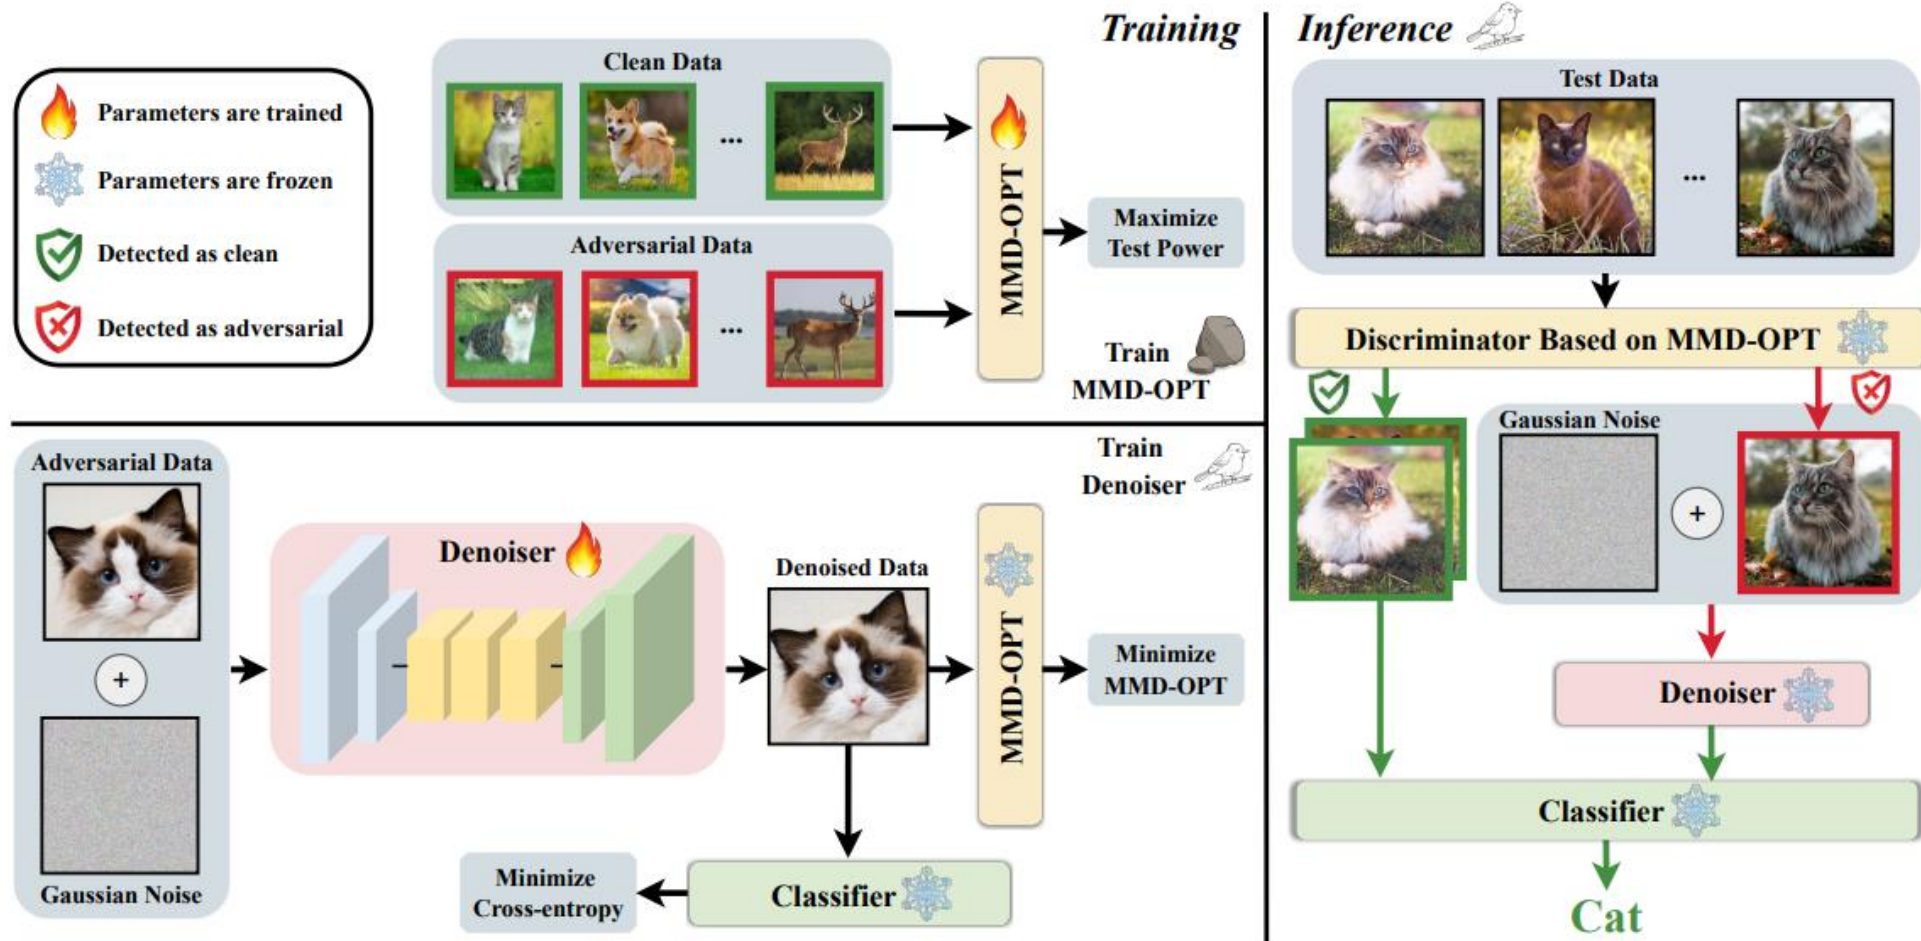 Parameters are trained
Parameters are frozen
Detected as clean
Detected as adversarial
Training
Clean Data
...
Adversarial Data
...
MMD-OPT
Maximize
Test Power
Train
MMD-OPT
Adversarial Data
+
Gaussian Noise
Denoiser
Train
Denoiser
Denoised Data
MMD-OPT
Minimize
MMD-OPT
Classifier
Minimize
Cross-entropy
Inference
Test Data
...
Discriminator Based on MMD-OPT
Gaussian Noise
+
Denoiser
Classifier
Cat